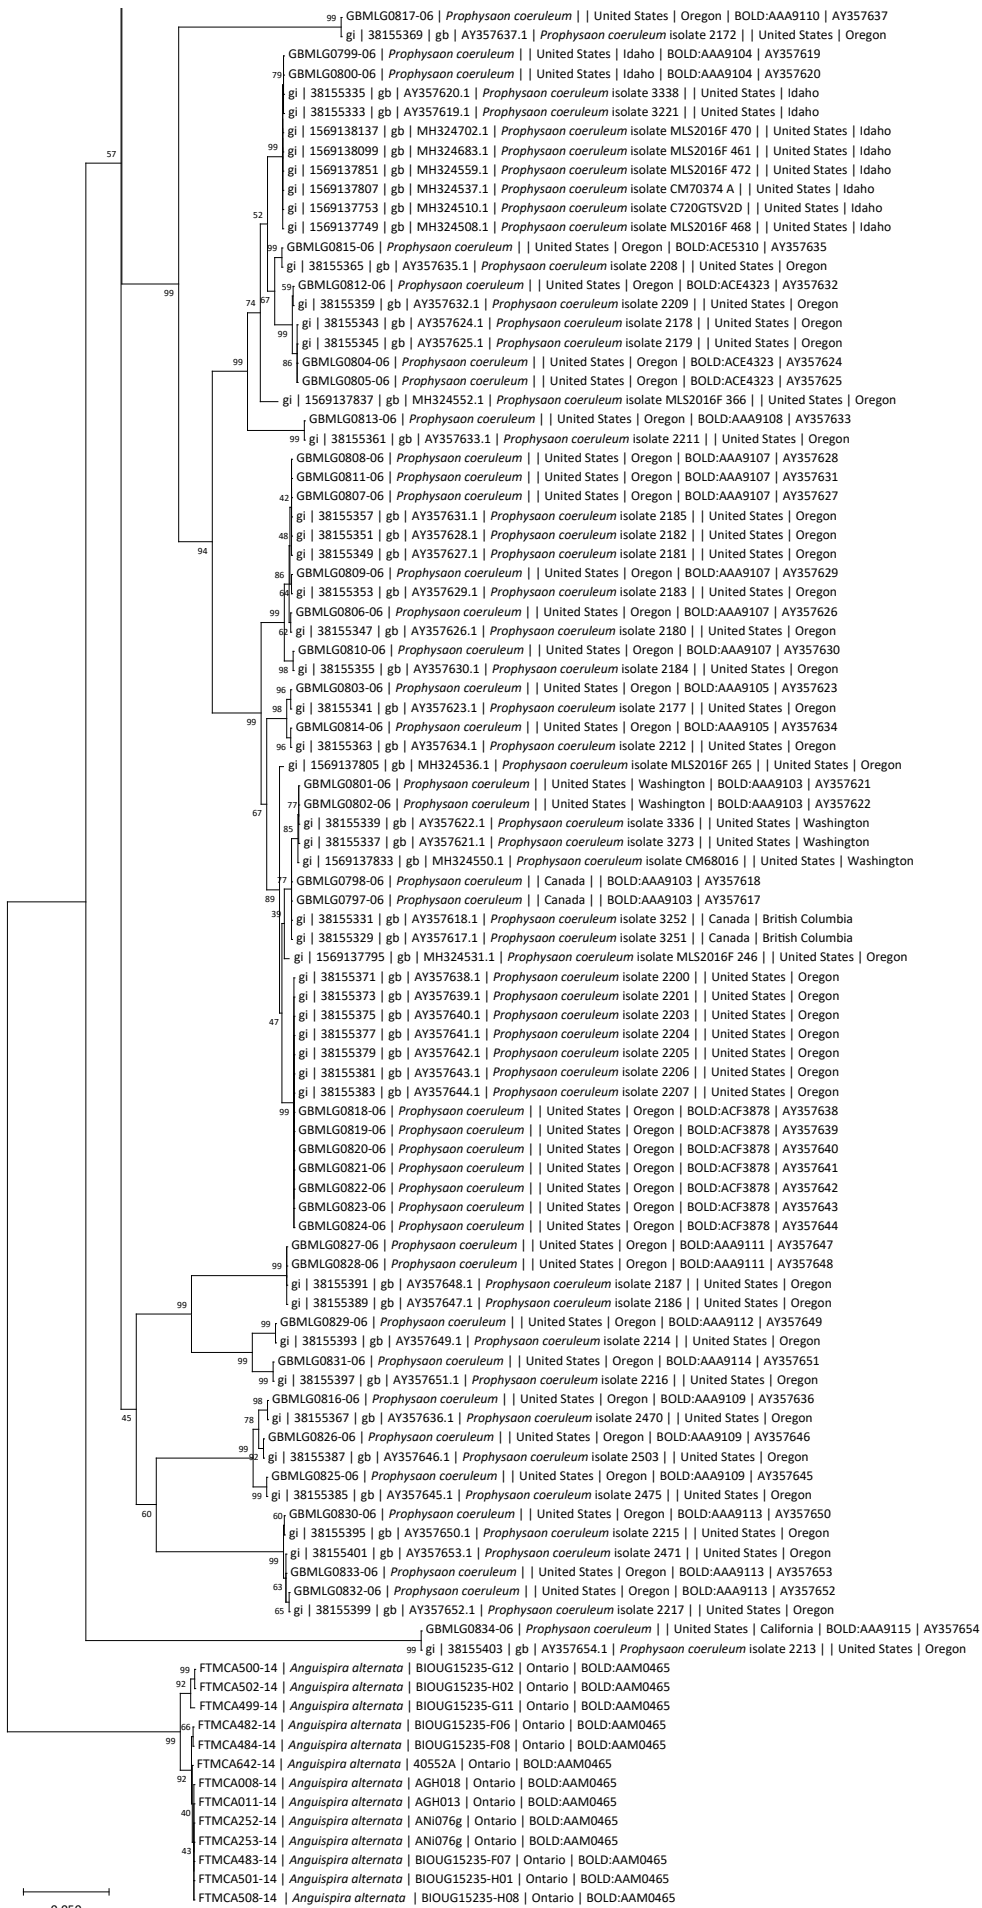 99 GBMLG0817-06 | Prophysaon coeruleum | | United States | Oregon | BOLD:AAA9110 | AY357637
gi | 38155369 | gb | AY357637.1 | Prophysaon coeruleum isolate 2172 | | United States | Oregon
GBMLG0799-06 | Prophysaon coeruleum | | United States | Idaho | BOLD:AAA9104 | AY357619
79 GBMLG0800-06 | Prophysaon coeruleum | | United States | Idaho | BOLD:AAA9104 | AY357620
gi | 38155335 | gb | AY357620.1 | Prophysaon coeruleum isolate 3338 | | United States | Idaho
gi | 38155333 | gb | AY357619.1 | Prophysaon coeruleum isolate 3221 | | United States | Idaho
gi | 1569138137 | gb | MH324702.1 | Prophysaon coeruleum isolate MLS2016F 470 | | United States | Idaho
57 99 gi | 1569138099 | gb | MH324683.1 | Prophysaon coeruleum isolate MLS2016F 461 | | United States | Idaho
gi | 1569137851 | gb | MH324559.1 | Prophysaon coeruleum isolate MLS2016F 472 | | United States | Idaho
gi | 1569137807 | gb | MH324537.1 | Prophysaon coeruleum isolate CM70374 A | | United States | Idaho
52 gi | 1569137753 | gb | MH324510.1 | Prophysaon coeruleum isolate C720GTSV2D | | United States | Idaho
gi | 1569137749 | gb | MH324508.1 | Prophysaon coeruleum isolate MLS2016F 468 | | United States | Idaho
99 GBMLG0815-06 | Prophysaon coeruleum | | United States | Oregon | BOLD:ACE5310 | AY357635
gi | 38155365 | gb | AY357635.1 | Prophysaon coeruleum isolate 2208 | | United States | Oregon
99 59 GBMLG0812-06 | Prophysaon coeruleum | | United States | Oregon | BOLD:ACE4323 | AY357632
74 67 gi | 38155359 | gb | AY357632.1 | Prophysaon coeruleum isolate 2209 | | United States | Oregon
gi | 38155343 | gb | AY357624.1 | Prophysaon coeruleum isolate 2178 | | United States | Oregon
99 gi | 38155345 | gb | AY357625.1 | Prophysaon coeruleum isolate 2179 | | United States | Oregon
99 86 GBMLG0804-06 | Prophysaon coeruleum | | United States | Oregon | BOLD:ACE4323 | AY357624
GBMLG0805-06 | Prophysaon coeruleum | | United States | Oregon | BOLD:ACE4323 | AY357625
gi | 1569137837 | gb | MH324552.1 | Prophysaon coeruleum isolate MLS2016F 366 | | United States | Oregon
GBMLG0813-06 | Prophysaon coeruleum | | United States | Oregon | BOLD:AAA9108 | AY357633
99 gi | 38155361 | gb | AY357633.1 | Prophysaon coeruleum isolate 2211 | | United States | Oregon
GBMLG0808-06 | Prophysaon coeruleum | | United States | Oregon | BOLD:AAA9107 | AY357628
GBMLG0811-06 | Prophysaon coeruleum | | United States | Oregon | BOLD:AAA9107 | AY357631
42 GBMLG0807-06 | Prophysaon coeruleum | | United States | Oregon | BOLD:AAA9107 | AY357627
gi | 38155357 | gb | AY357631.1 | Prophysaon coeruleum isolate 2185 | | United States | Oregon
48 gi | 38155351 | gb | AY357628.1 | Prophysaon coeruleum isolate 2182 | | United States | Oregon
94 gi | 38155349 | gb | AY357627.1 | Prophysaon coeruleum isolate 2181 | | United States | Oregon
86 GBMLG0809-06 | Prophysaon coeruleum | | United States | Oregon | BOLD:AAA9107 | AY357629
64 gi | 38155353 | gb | AY357629.1 | Prophysaon coeruleum isolate 2183 | | United States | Oregon
99 GBMLG0806-06 | Prophysaon coeruleum | | United States | Oregon | BOLD:AAA9107 | AY357626
62 gi | 38155347 | gb | AY357626.1 | Prophysaon coeruleum isolate 2180 | | United States | Oregon
GBMLG0810-06 | Prophysaon coeruleum | | United States | Oregon | BOLD:AAA9107 | AY357630
98 gi | 38155355 | gb | AY357630.1 | Prophysaon coeruleum isolate 2184 | | United States | Oregon
96 GBMLG0803-06 | Prophysaon coeruleum | | United States | Oregon | BOLD:AAA9105 | AY357623
98 gi | 38155341 | gb | AY357623.1 | Prophysaon coeruleum isolate 2177 | | United States | Oregon
99 GBMLG0814-06 | Prophysaon coeruleum | | United States | Oregon | BOLD:AAA9105 | AY357634
96 gi | 38155363 | gb | AY357634.1 | Prophysaon coeruleum isolate 2212 | | United States | Oregon
gi | 1569137805 | gb | MH324536.1 | Prophysaon coeruleum isolate MLS2016F 265 | | United States | Oregon
GBMLG0801-06 | Prophysaon coeruleum | | United States | Washington | BOLD:AAA9103 | AY357621
67 77 GBMLG0802-06 | Prophysaon coeruleum | | United States | Washington | BOLD:AAA9103 | AY357622
85 gi | 38155339 | gb | AY357622.1 | Prophysaon coeruleum isolate 3336 | | United States | Washington
gi | 38155337 | gb | AY357621.1 | Prophysaon coeruleum isolate 3273 | | United States | Washington
gi | 1569137833 | gb | MH324550.1 | Prophysaon coeruleum isolate CM68016 | | United States | Washington
77 GBMLG0798-06 | Prophysaon coeruleum | | Canada | | BOLD:AAA9103 | AY357618
89 GBMLG0797-06 | Prophysaon coeruleum | | Canada | | BOLD:AAA9103 | AY357617
39 gi | 38155331 | gb | AY357618.1 | Prophysaon coeruleum isolate 3252 | | Canada | British Columbia
gi | 38155329 | gb | AY357617.1 | Prophysaon coeruleum isolate 3251 | | Canada | British Columbia
gi | 1569137795 | gb | MH324531.1 | Prophysaon coeruleum isolate MLS2016F 246 | | United States | Oregon
gi | 38155371 | gb | AY357638.1 | Prophysaon coeruleum isolate 2200 | | United States | Oregon
gi | 38155373 | gb | AY357639.1 | Prophysaon coeruleum isolate 2201 | | United States | Oregon
47 gi | 38155375 | gb | AY357640.1 | Prophysaon coeruleum isolate 2203 | | United States | Oregon
gi | 38155377 | gb | AY357641.1 | Prophysaon coeruleum isolate 2204 | | United States | Oregon
gi | 38155379 | gb | AY357642.1 | Prophysaon coeruleum isolate 2205 | | United States | Oregon
gi | 38155381 | gb | AY357643.1 | Prophysaon coeruleum isolate 2206 | | United States | Oregon
gi | 38155383 | gb | AY357644.1 | Prophysaon coeruleum isolate 2207 | | United States | Oregon
99 GBMLG0818-06 | Prophysaon coeruleum | | United States | Oregon | BOLD:ACF3878 | AY357638
GBMLG0819-06 | Prophysaon coeruleum | | United States | Oregon | BOLD:ACF3878 | AY357639
GBMLG0820-06 | Prophysaon coeruleum | | United States | Oregon | BOLD:ACF3878 | AY357640
GBMLG0821-06 | Prophysaon coeruleum | | United States | Oregon | BOLD:ACF3878 | AY357641
GBMLG0822-06 | Prophysaon coeruleum | | United States | Oregon | BOLD:ACF3878 | AY357642
GBMLG0823-06 | Prophysaon coeruleum | | United States | Oregon | BOLD:ACF3878 | AY357643
GBMLG0824-06 | Prophysaon coeruleum | | United States | Oregon | BOLD:ACF3878 | AY357644
GBMLG0827-06 | Prophysaon coeruleum | | United States | Oregon | BOLD:AAA9111 | AY357647
99 GBMLG0828-06 | Prophysaon coeruleum | | United States | Oregon | BOLD:AAA9111 | AY357648
gi | 38155391 | gb | AY357648.1 | Prophysaon coeruleum isolate 2187 | | United States | Oregon
99 gi | 38155389 | gb | AY357647.1 | Prophysaon coeruleum isolate 2186 | | United States | Oregon
99 GBMLG0829-06 | Prophysaon coeruleum | | United States | Oregon | BOLD:AAA9112 | AY357649
gi | 38155393 | gb | AY357649.1 | Prophysaon coeruleum isolate 2214 | | United States | Oregon
99 GBMLG0831-06 | Prophysaon coeruleum | | United States | Oregon | BOLD:AAA9114 | AY357651
99 gi | 38155397 | gb | AY357651.1 | Prophysaon coeruleum isolate 2216 | | United States | Oregon
98 GBMLG0816-06 | Prophysaon coeruleum | | United States | Oregon | BOLD:AAA9109 | AY357636
45 78 gi | 38155367 | gb | AY357636.1 | Prophysaon coeruleum isolate 2470 | | United States | Oregon
GBMLG0826-06 | Prophysaon coeruleum | | United States | Oregon | BOLD:AAA9109 | AY357646
99 92 gi | 38155387 | gb | AY357646.1 | Prophysaon coeruleum isolate 2503 | | United States | Oregon
GBMLG0825-06 | Prophysaon coeruleum | | United States | Oregon | BOLD:AAA9109 | AY357645
99 gi | 38155385 | gb | AY357645.1 | Prophysaon coeruleum isolate 2475 | | United States | Oregon
60 60 GBMLG0830-06 | Prophysaon coeruleum | | United States | Oregon | BOLD:AAA9113 | AY357650
gi | 38155395 | gb | AY357650.1 | Prophysaon coeruleum isolate 2215 | | United States | Oregon
99 gi | 38155401 | gb | AY357653.1 | Prophysaon coeruleum isolate 2471 | | United States | Oregon
GBMLG0833-06 | Prophysaon coeruleum | | United States | Oregon | BOLD:AAA9113 | AY357653
63 GBMLG0832-06 | Prophysaon coeruleum | | United States | Oregon | BOLD:AAA9113 | AY357652
65 gi | 38155399 | gb | AY357652.1 | Prophysaon coeruleum isolate 2217 | | United States | Oregon
GBMLG0834-06 | Prophysaon coeruleum | | United States | California | BOLD:AAA9115 | AY357654
99 gi | 38155403 | gb | AY357654.1 | Prophysaon coeruleum isolate 2213 | | United States | Oregon
99 FTMCA500-14 | Anguispira alternata | BIOUG15235-G12 | Ontario | BOLD:AAM0465
92 FTMCA502-14 | Anguispira alternata | BIOUG15235-H02 | Ontario | BOLD:AAM0465
FTMCA499-14 | Anguispira alternata | BIOUG15235-G11 | Ontario | BOLD:AAM0465
66 FTMCA482-14 | Anguispira alternata | BIOUG15235-F06 | Ontario | BOLD:AAM0465
99 FTMCA484-14 | Anguispira alternata | BIOUG15235-F08 | Ontario | BOLD:AAM0465
FTMCA642-14 | Anguispira alternata | 40552A | Ontario | BOLD:AAM0465
92 FTMCA008-14 | Anguispira alternata | AGH018 | Ontario | BOLD:AAM0465
FTMCA011-14 | Anguispira alternata | AGH013 | Ontario | BOLD:AAM0465
40 FTMCA252-14 | Anguispira alternata | ANi076g | Ontario | BOLD:AAM0465
FTMCA253-14 | Anguispira alternata | ANi076g | Ontario | BOLD:AAM0465
43 FTMCA483-14 | Anguispira alternata | BIOUG15235-F07 | Ontario | BOLD:AAM0465
FTMCA501-14 | Anguispira alternata | BIOUG15235-H01 | Ontario | BOLD:AAM0465
FTMCA508-14 | Anguispira alternata | BIOUG15235-H08 | Ontario | BOLD:AAM0465